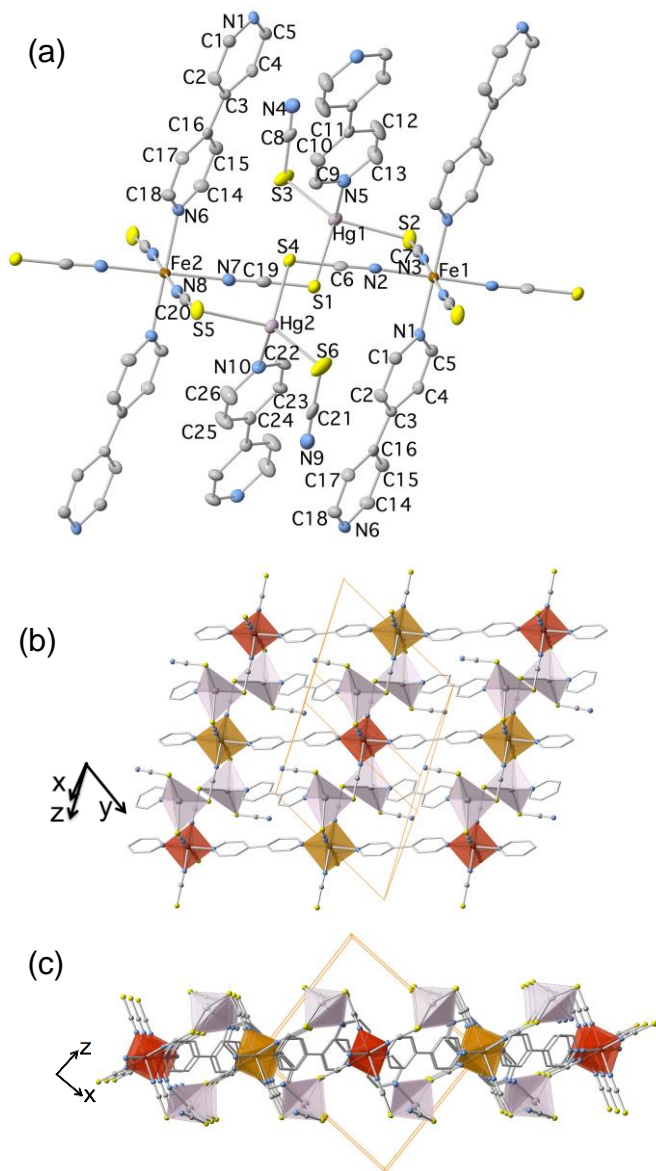 (a)
N1
C1 C5
C2 C4
C3
C16
C17 C15
C18 C14
N6
N4
C8
C11 C12
C10
C9 C13
N5
S3
Hg1
S2
C7
N3 Fe1
S4
Fe2 N7 C19
C6 N2
S1
N8
C20 S5
Hg2
N1
C22 S6
N10
C1 C5
C26 C23
C2 C4
C25 C24 C21
C3
N9
C16
C17 C15
C18 C14
N6
(b)
x
z y
(c)
z
x